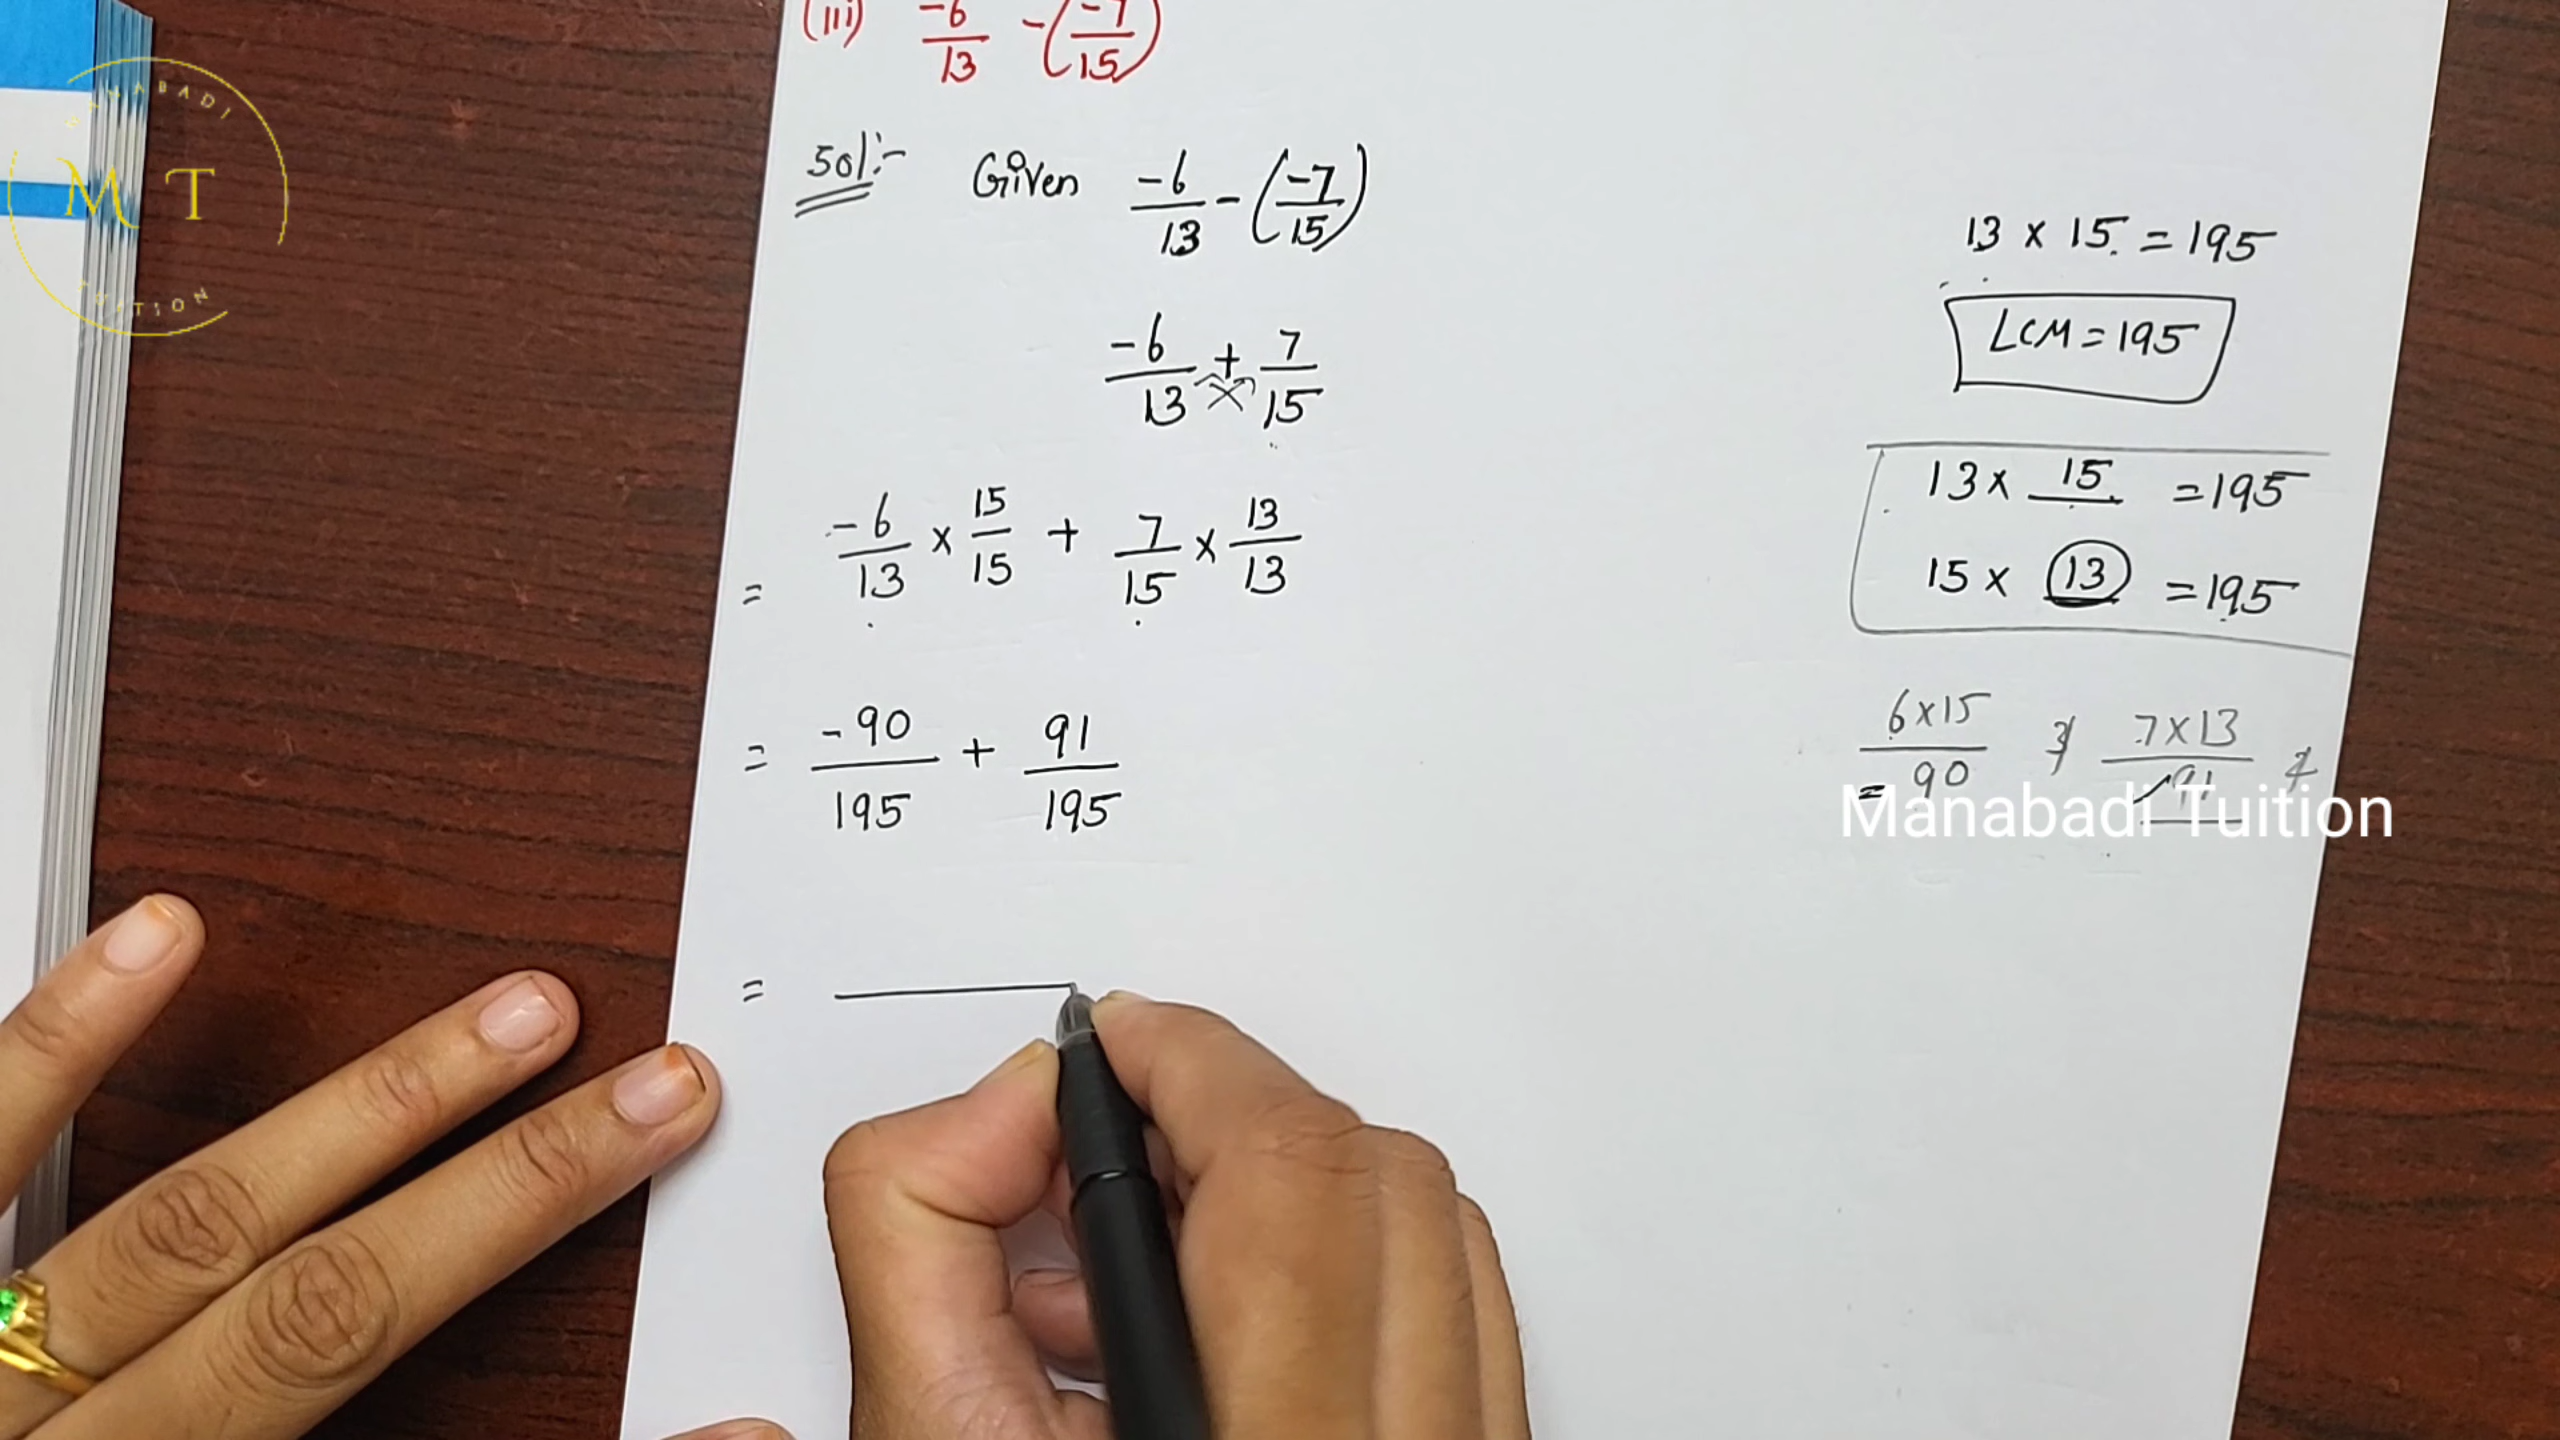 (iii) -6/13 - (-7/15)
Sol:- Given -6/13 - (-7/15)
-6/13 + 7/15
= -6/13 × 15/15 + 7/15 × 13/13
= -90/195 + 91/195
=
13 × 15 = 195
LCM = 195
13 × 15 = 195
15 × 13 = 195
6×15 7×13
= 90 91
Manabadi Tuition
M T
TUITION